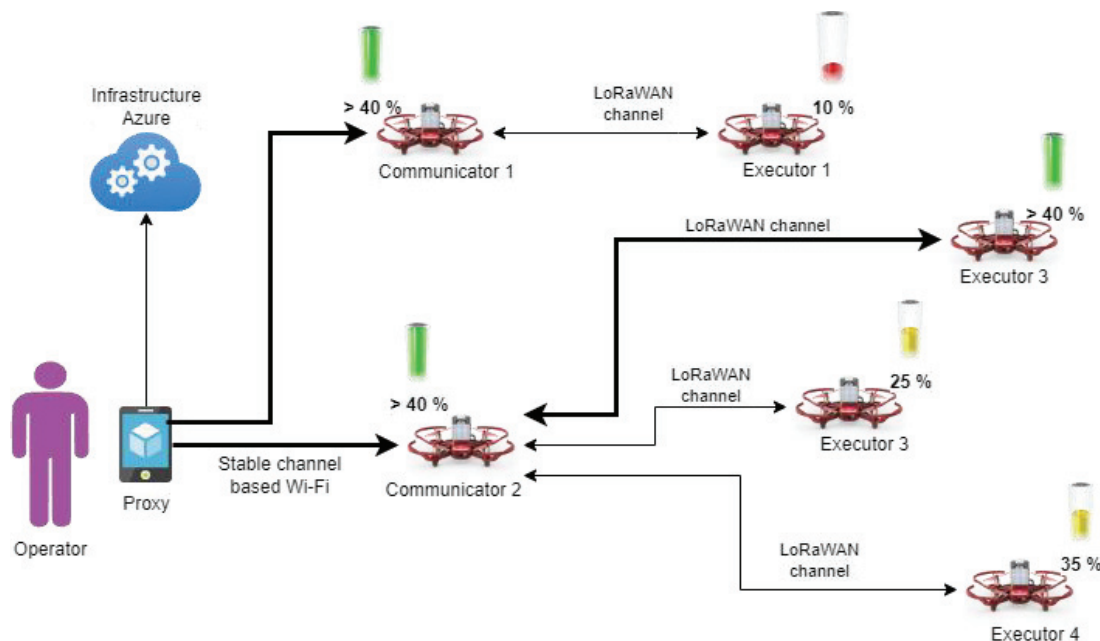 Infrastructure
Azure
> 40 %
Communicator 1
LoRaWAN
channel
10 %
Executor 1
LoRaWAN channel
> 40 %
Executor 3
> 40 %
Communicator 2
LoRaWAN
channel
25 %
Executor 3
Stable channel
based Wi-Fi
Proxy
Operator
LoRaWAN
channel
35 %
Executor 4